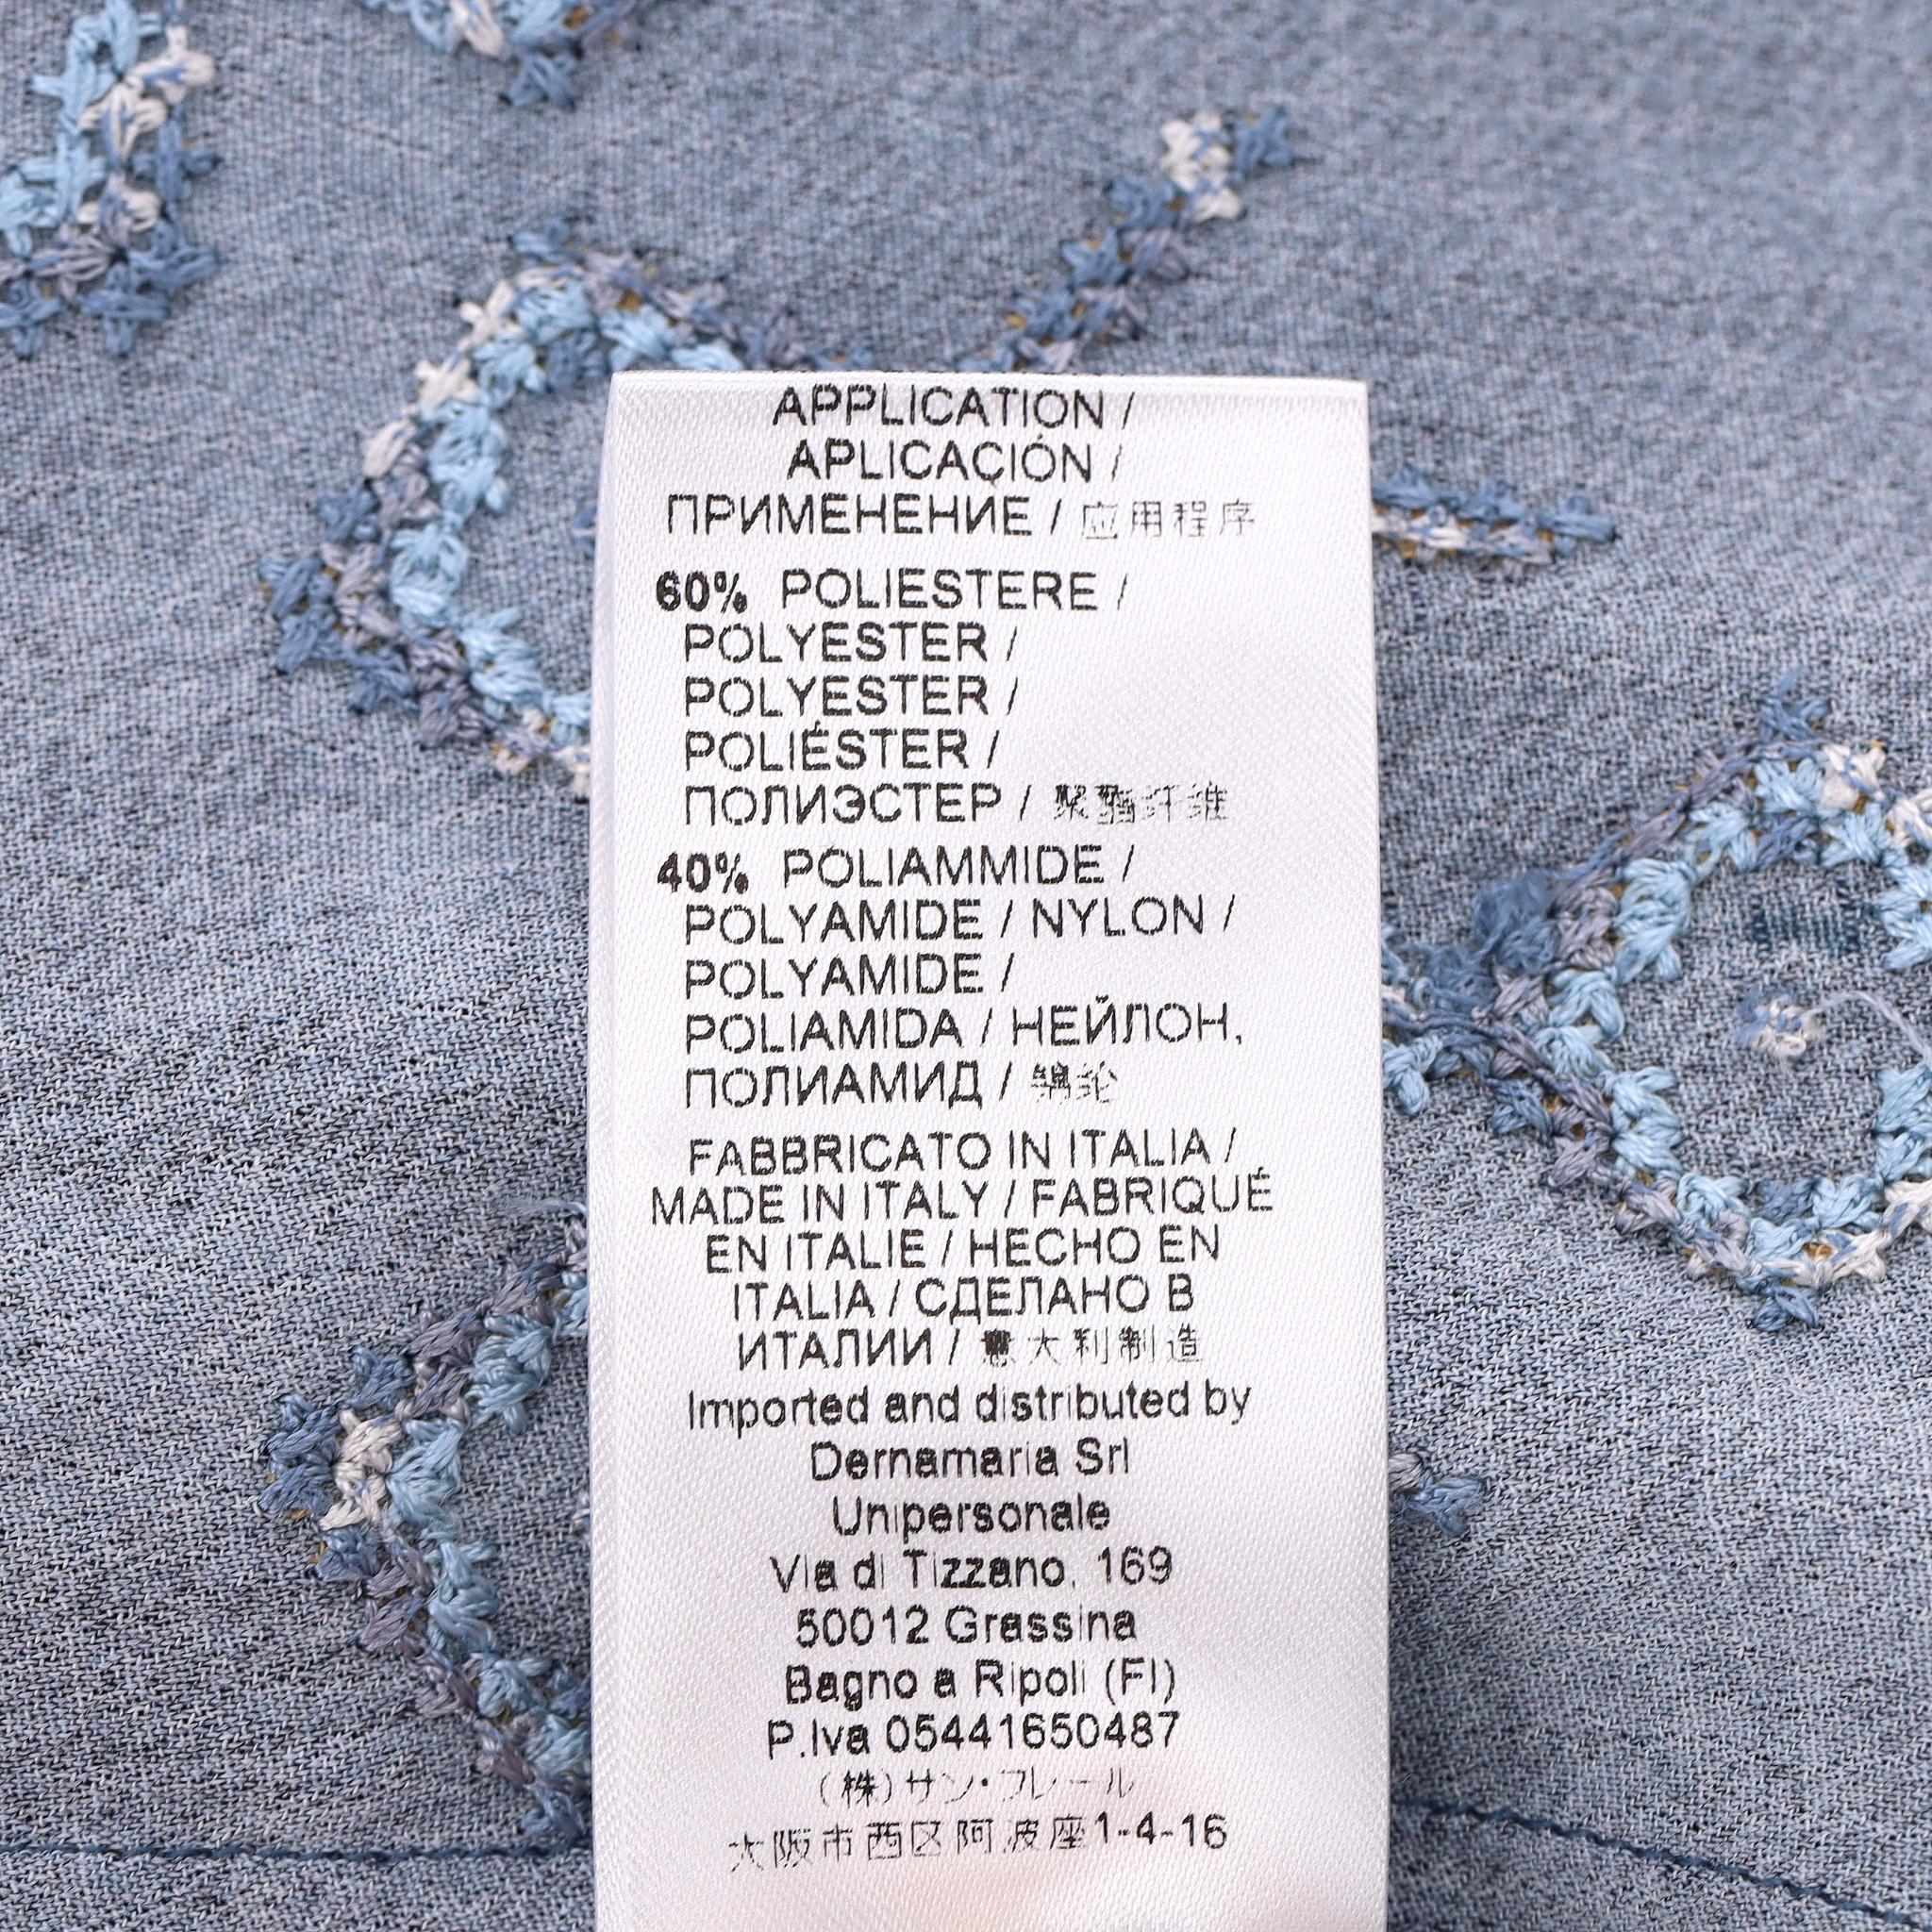 APPLICATION /
APLICACIÓN /
ПРИМЕНЕНИЕ / 应用程序
60% POLIESTERE /
POLYESTER /
POLYESTER /
POLIÉSTER /
ПОЛИЭСТЕР / 聚酯纤维
40% POLIAMMIDE /
POLYAMIDE / NYLON /
POLYAMIDE /
POLIAMIDA / НЕЙЛОН,
ПОЛИАМИД / 锦纶
FABBRICATO IN ITALIA /
MADE IN ITALY / FABRIQUÉ
EN ITALIE / HECHO EN
ITALIA / СДЕЛАНО В
ИТАЛИИ / 意大利制造
Imported and distributed by
Dernamaria Srl
Unipersonale
Via di Tizzano, 169
50012 Grassina
Bagno a Ripoli (FI)
P.Iva 05441650487
(株)サン・フレール
大阪市西区阿波座1-4-16